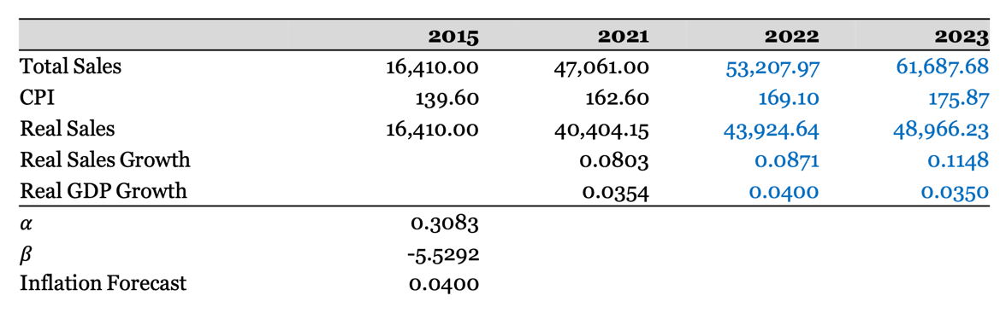 2015 2021 2022 2023
Total Sales 16,410.00 47,061.00 53,207.97 61,687.68
CPI 139.60 162.60 169.10 175.87
Real Sales 16,410.00 40,404.15 43,924.64 48,966.23
Real Sales Growth 0.0803 0.0871 0.1148
Real GDP Growth 0.0354 0.0400 0.0350
α 0.3083
β -5.5292
Inflation Forecast 0.0400